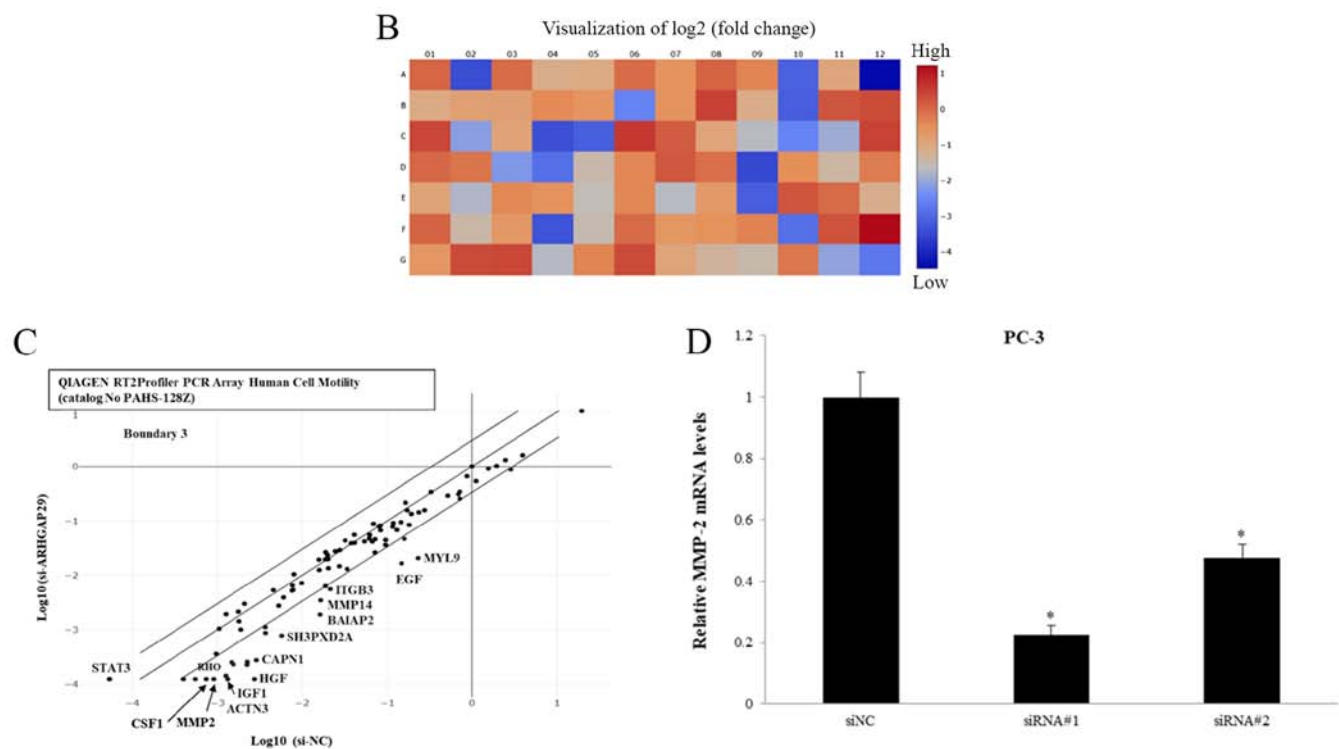 B
Visualization of log2 (fold change)
01 02 03 04 05 06 07 08 09 10 11 12
High
A
B
C
D
E
F
G
1
0
−1
−2
−3
−4
Low
C
QIAGEN RT2Profiler PCR Array Human Cell Motility
(catalog No PAHS-128Z)
Boundary 3
Log10 (si-ARHGAP29)
1
0
−1
−2
−3
−4
MYL9
EGF
ITGB3
MMP14
BAIAP2
SH3PXD2A
STAT3
RHO
CAPN1
HGF
IGF1
ACTN3
CSF1
MMP2
−4 −3 −2 −1 0 1
Log10 (si-NC)
D
PC-3
Relative MMP-2 mRNA levels
1.2
1
0.8
0.6
0.4
0.2
0
*
*
siNC siRNA#1 siRNA#2